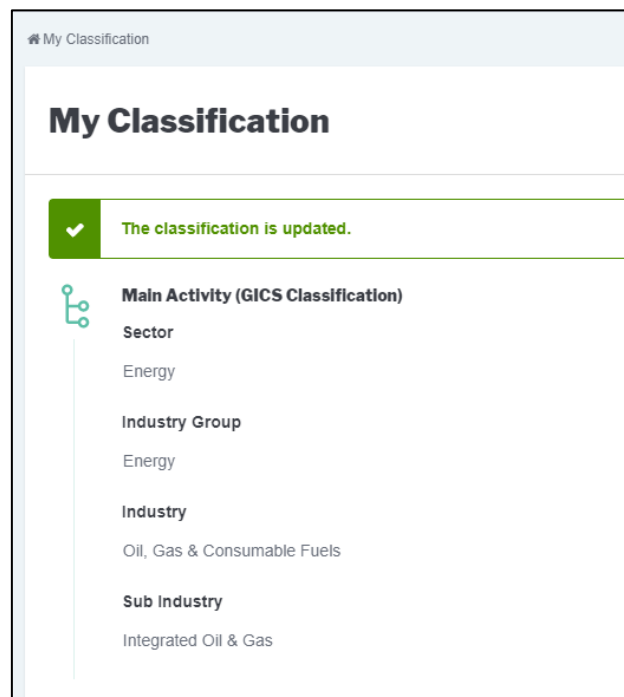 My Classification
My Classification
The classification is updated.
Main Activity (GICS Classification)
Sector
Energy
Industry Group
Energy
Industry
Oil, Gas & Consumable Fuels
Sub Industry
Integrated Oil & Gas